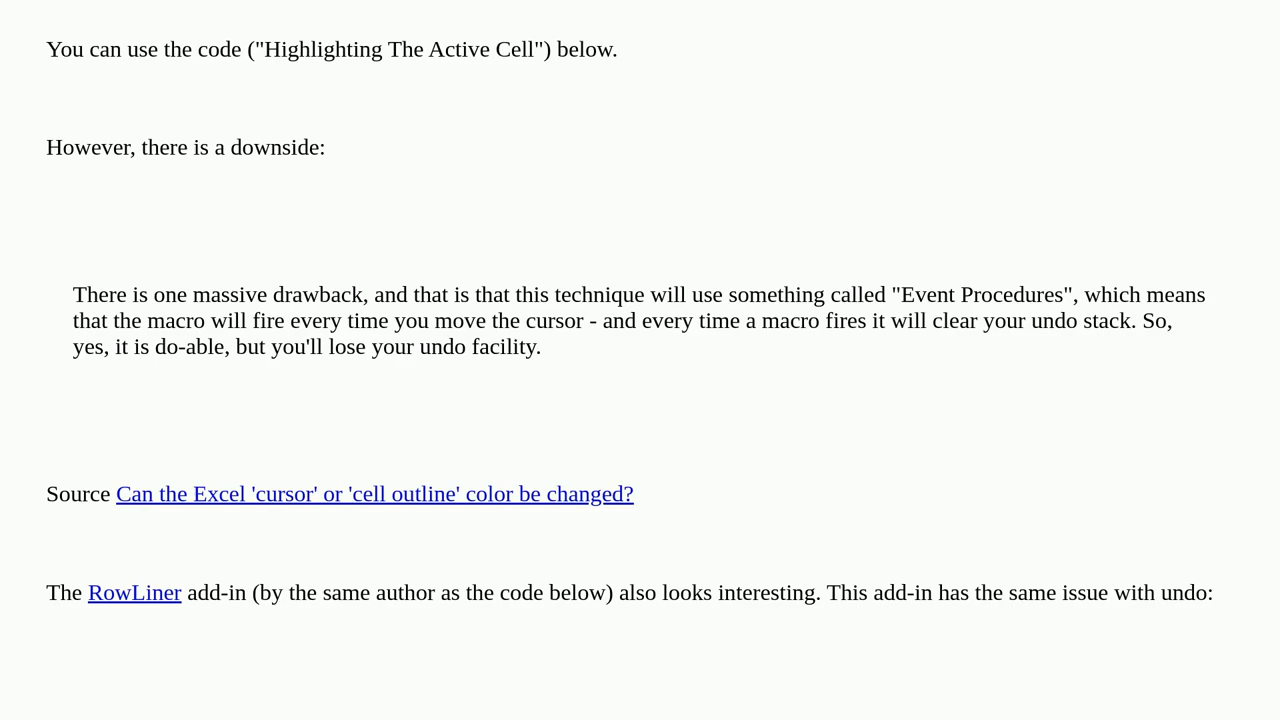 You can use the code ("Highlighting The Active Cell") below.
However, there is a downside:
There is one massive drawback, and that is that this technique will use something called "Event Procedures", which means
that the macro will fire every time you move the cursor - and every time a macro fires it will clear your undo stack. So,
yes, it is do-able, but you'll lose your undo facility.
Source Can the Excel 'cursor' or 'cell outline' color be changed?
The RowLiner add-in (by the same author as the code below) also looks interesting. This add-in has the same issue with undo: